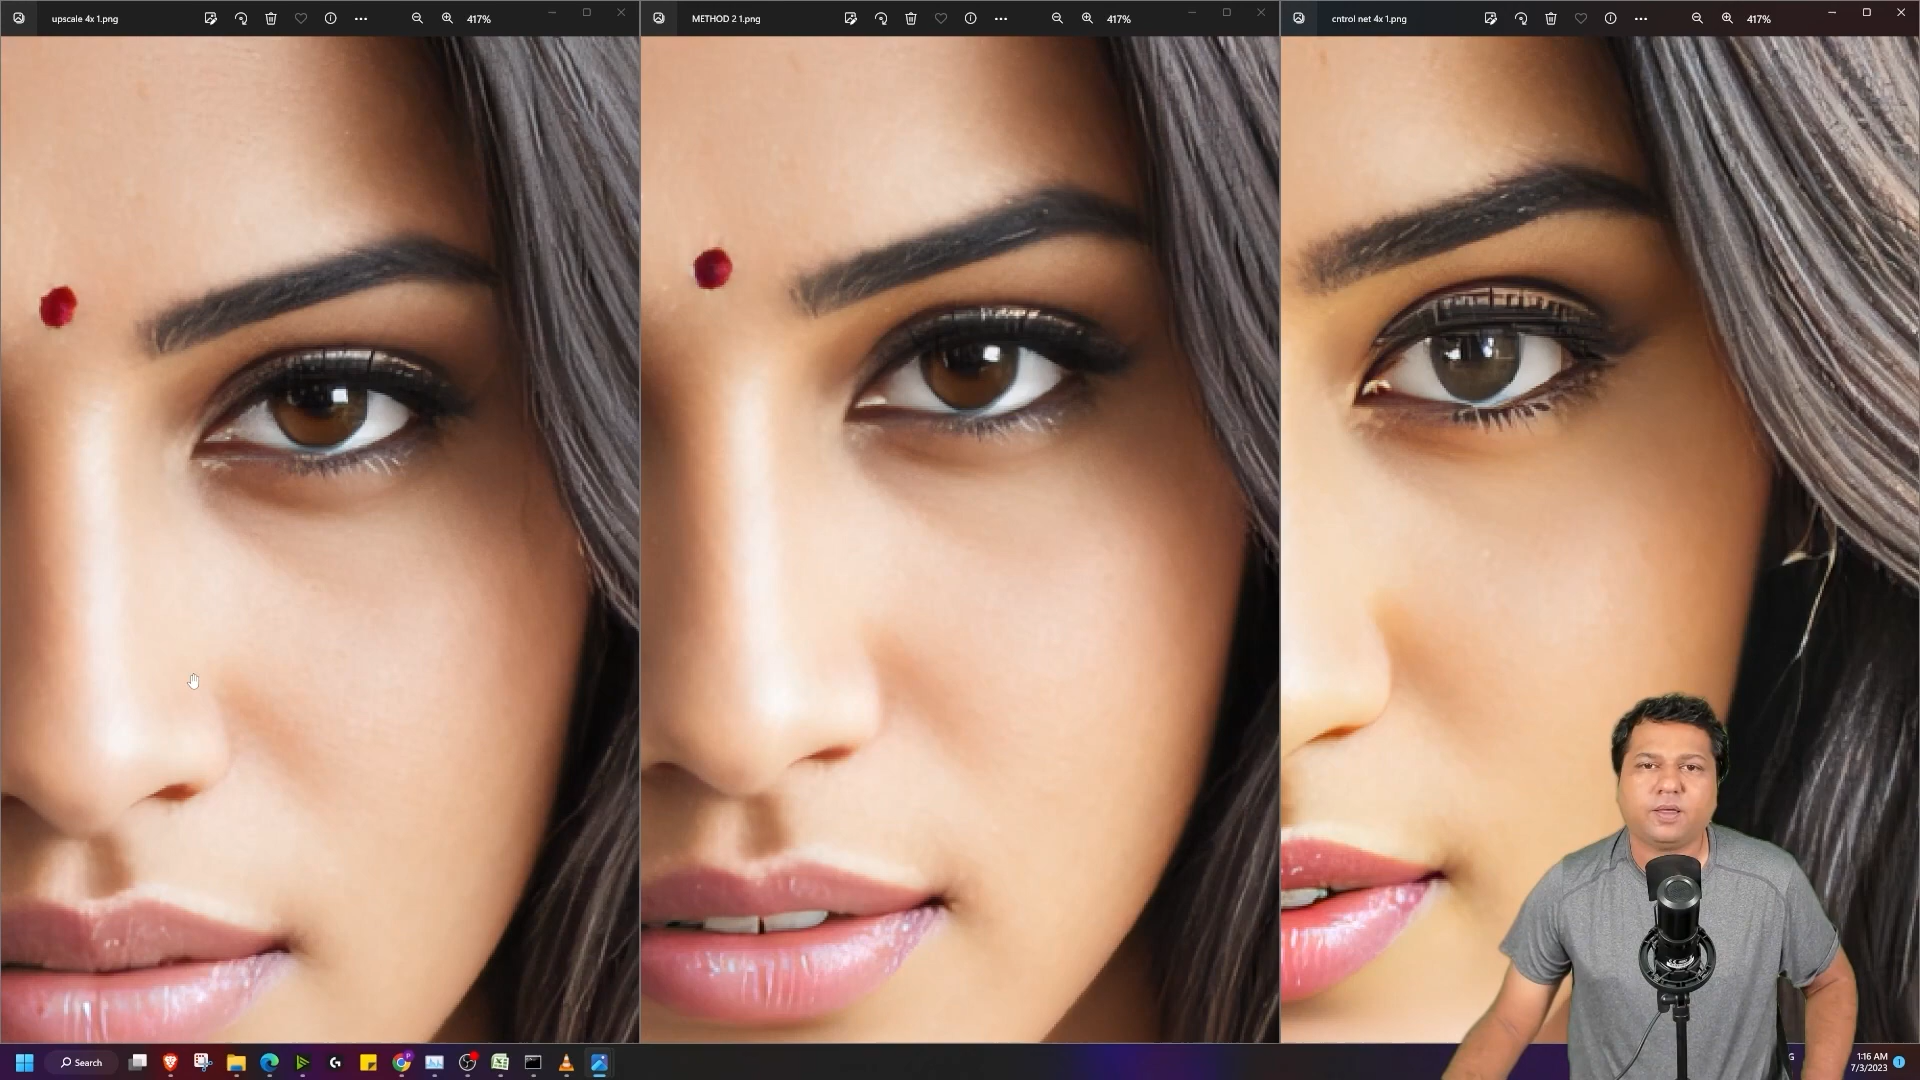 upscale 4x 1.png
417%
METHOD 2 1.png
417%
cntrol net 4x 1.png
417%
Search
1:16 AM
7/3/2023